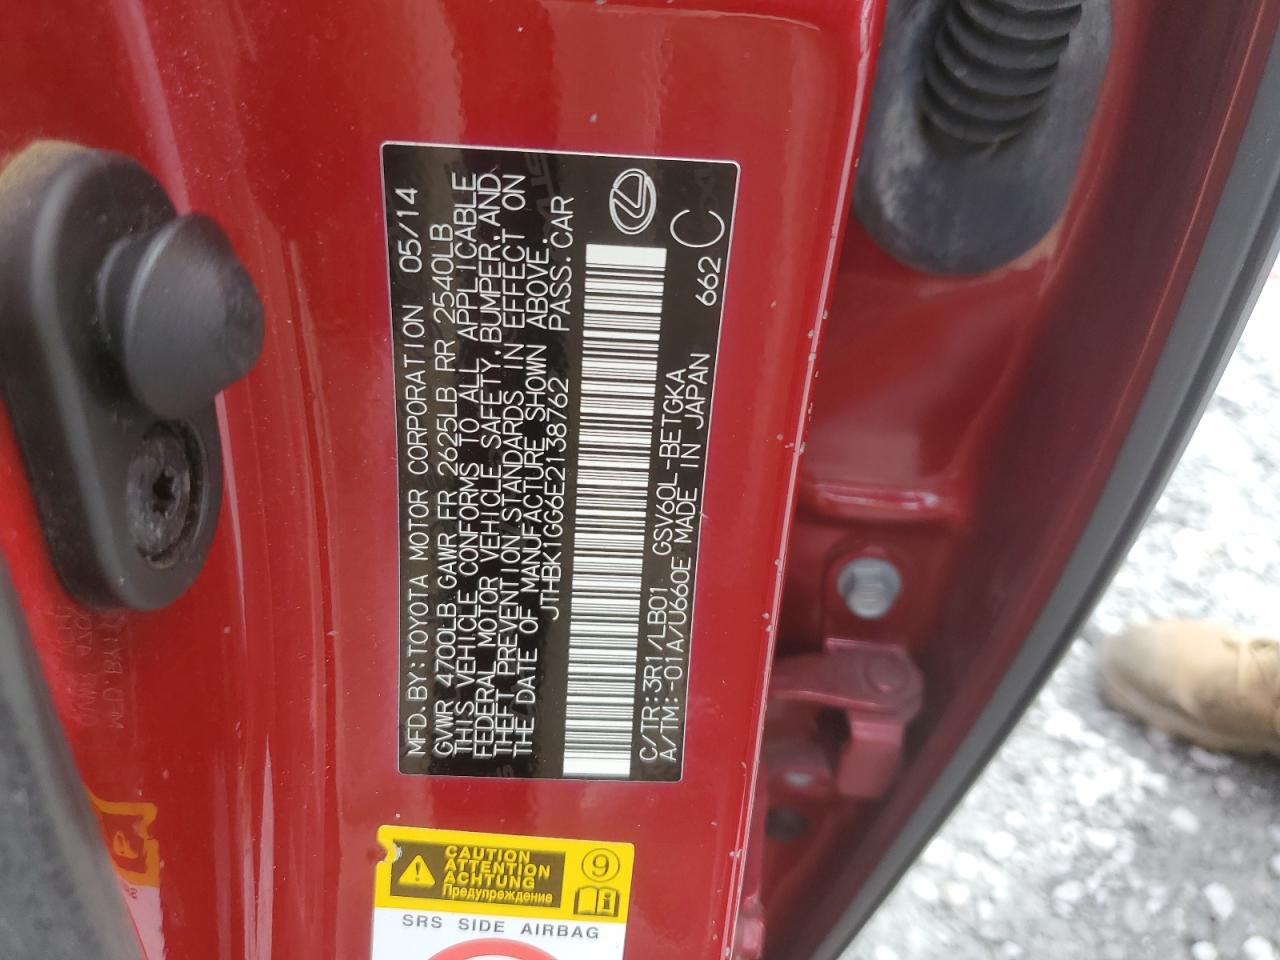 MFD.BY:TOYOTA MOTOR CORPORATION 05/14
GVWR 4700LB GAWR FR 2625LB RR 2540LB
THIS VEHICLE CONFORMS TO ALL APPLICABLE
FEDERAL MOTOR VEHICLE SAFETY,BUMPER,AND
THEFT PREVENTION STANDARDS IN EFFECT ON
THE DATE OF MANUFACTURE SHOWN ABOVE.
JTHBK1GG6E2138762 PASS.CAR
C/TR:3R1/LB01 GSV60L-BETGKA 662 C
A/TM:-01A/U660E MADE IN JAPAN
CAUTION
ATTENTION
ACHTUNG
Предупреждение
9
i
SRS SIDE AIRBAG